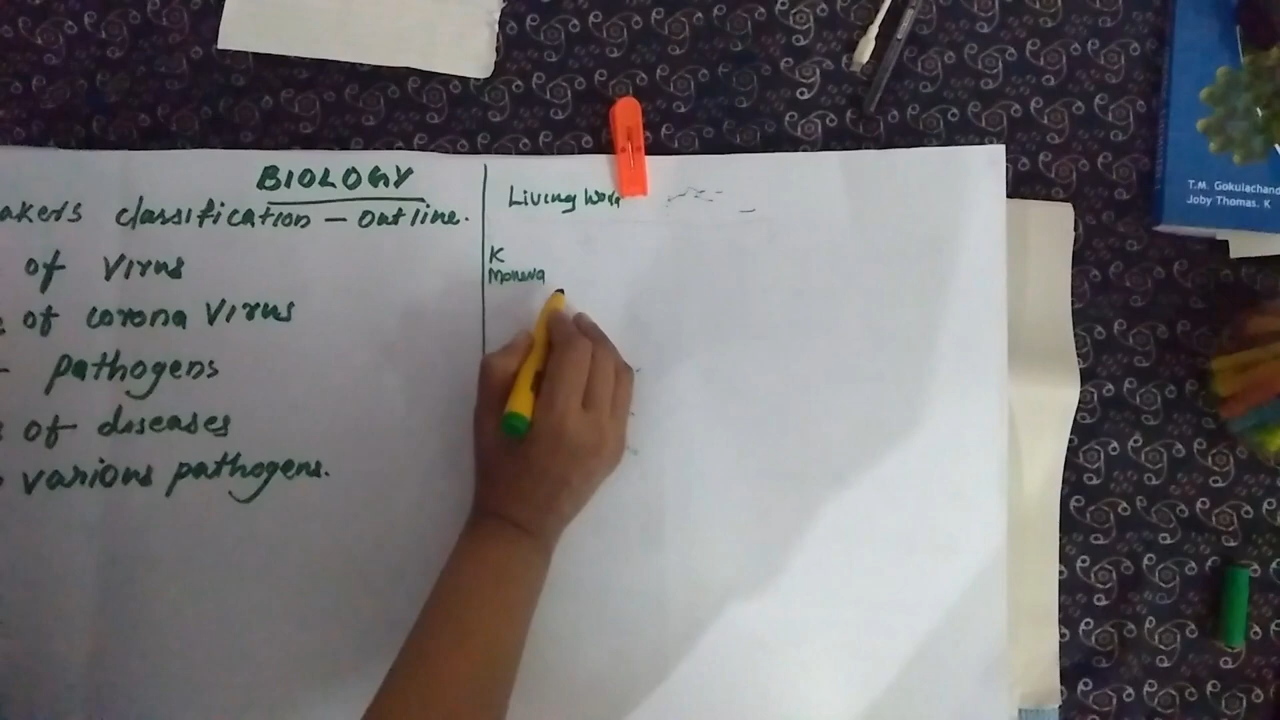 BIOLOGY
akers classification - outline.
of Virus
of corona Virus
pathogens
of diseases
various pathogens.
Living Wor
K
Monera
T.M. Gokulachand
Joby Thomas. K